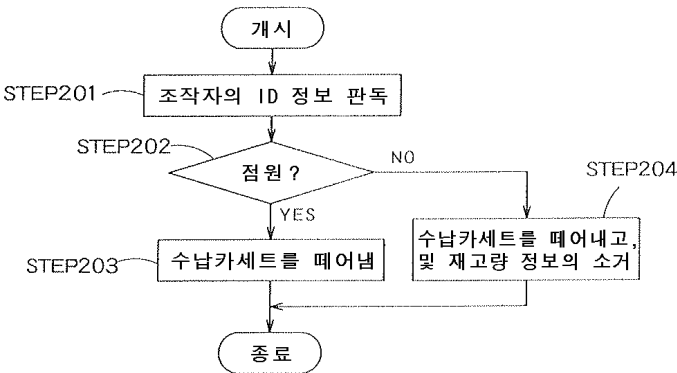 개시
STEP201
조작자의 ID 정보 판독
STEP202
점원?
NO
STEP204
YES
수납카세트를 떼어내고,
및 재고량 정보의 소거
STEP203
수납카세트를 떼어냄
종료